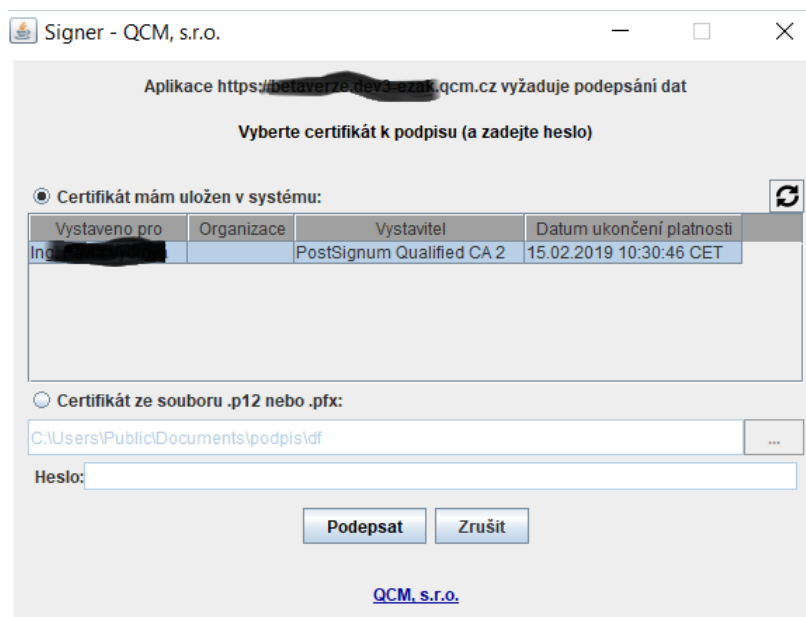 Signer - QCM, s.r.o.
Aplikace https://.qcm.cz vyžaduje podepsání dat
Vyberte certifikát k podpisu (a zadejte heslo)
Certifikát mám uložen v systému:
Vystaveno pro Organizace Vystavitel Datum ukončení platnosti
Ing. PostSignum Qualified CA 2 15.02.2019 10:30:46 CET
Certifikát ze souboru .p12 nebo .pfx:
C:\Users\Public\Documents\podpis\df ...
Heslo:
Podepsat Zrušit
QCM, s.r.o.